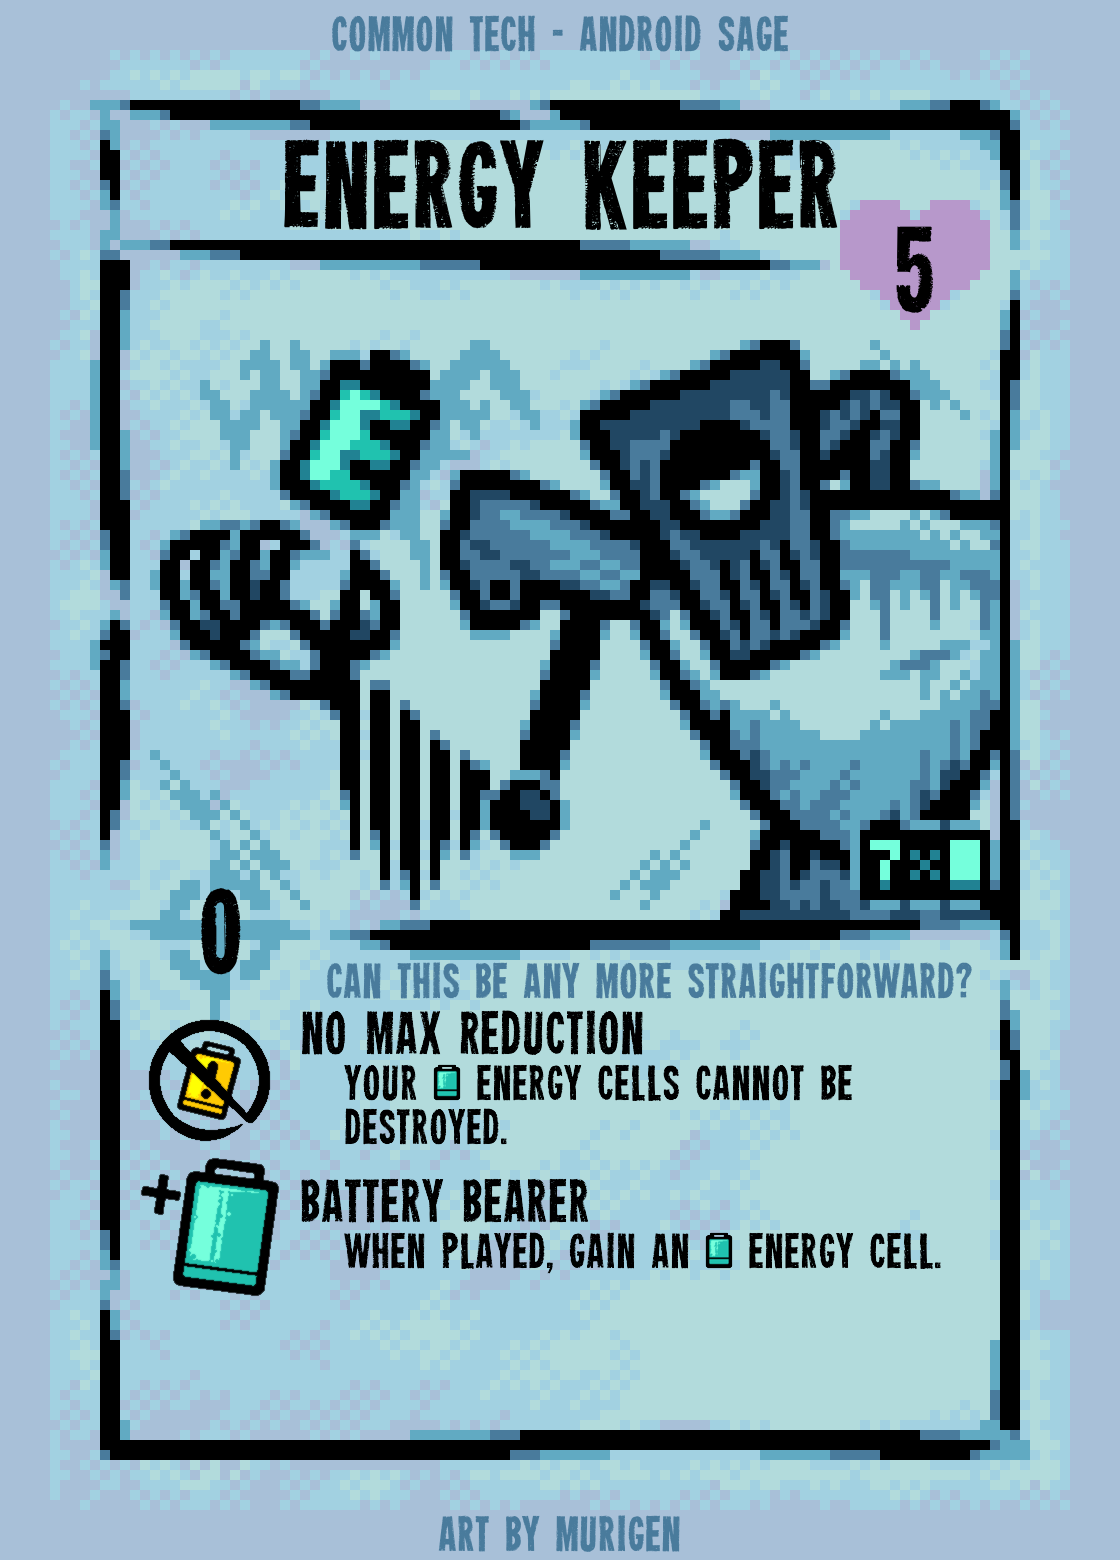 COMMON TECH - ANDROID SAGE
ENERGY KEEPER
5
E
7
0
CAN THIS BE ANY MORE STRAIGHTFORWARD?
NO MAX REDUCTION
YOUR ENERGY CELLS CANNOT BE
DESTROYED.
+
BATTERY BEARER
WHEN PLAYED, GAIN AN ENERGY CELL.
ART BY MURIGEN